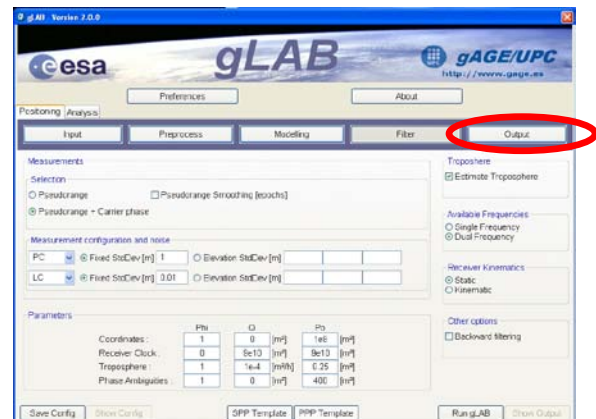 gLAB - Version 2.0.0
esa
gLAB
gAGE/UPC
http://www.gage.es
Preferences
About
Positioning Analysis
Input Preprocess Modelling Filter Output
Measurements
Selection
Pseudorange Pseudorange Smoothing [epochs]
Pseudorange + Carrier phase
Measurement configuration and noise
PC Fixed StdDev [m] 1 Elevation StdDev [m]
LC Fixed StdDev [m] 0.01 Elevation StdDev [m]
Troposhere
Estimate Troposphere
Available Frequencies
Single Frequency
Dual Frequency
Receiver Kinematics
Static
Kinematic
Parameters
Phi Q Po
Coordinates : 1 0 [m²] 1e8 [m²]
Receiver Clock : 0 9e10 [m²] 9e10 [m²]
Troposphere : 1 1e-4 [m²/h] 0.25 [m²]
Phase Ambiguities : 1 0 [m²] 400 [m²]
Other options
Backward filtering
Save Config Show Config SPP Template PPP Template Run gLAB Show Output